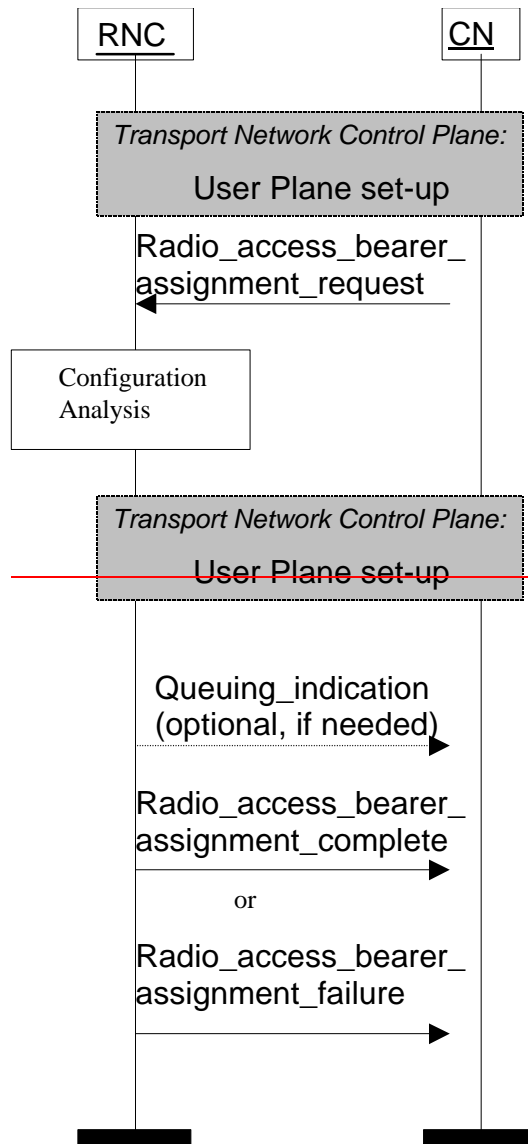 RNC
CN
Transport Network Control Plane:
User Plane set-up
Radio_access_bearer_
assignment_request
Configuration
Analysis
Transport Network Control Plane:
User Plane set-up
Queuing_indication
(optional, if needed)
Radio_access_bearer_
assignment_complete
or
Radio_access_bearer_
assignment_failure